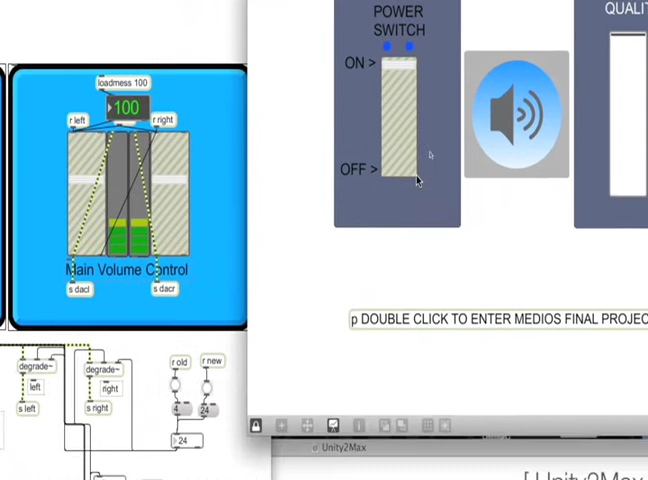 POWER
SWITCH
QUALI
ON >
OFF >
loadmess 100
100
r left
r right
Main Volume Control
s dacl
s dacr
p DOUBLE CLICK TO ENTER MEDIOS FINAL PROJEC
degrade~
degrade~
left
right
s left
s right
r old
r new
4
24
24
Unity2Max
[ Unity2Max